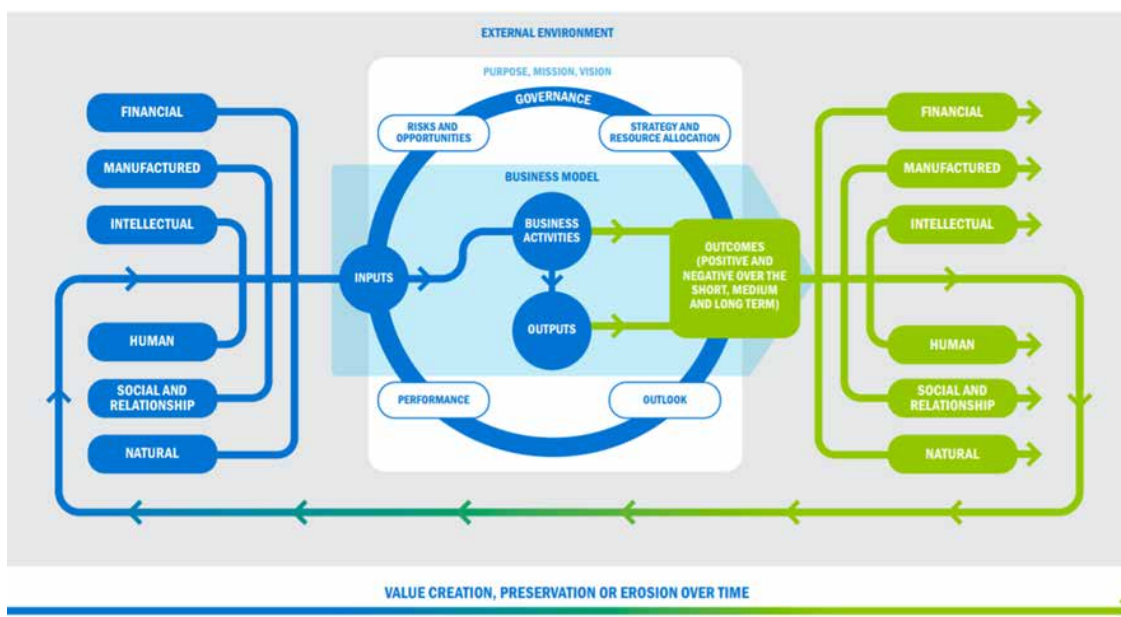 EXTERNAL ENVIRONMENT
PURPOSE, MISSION, VISION
GOVERNANCE
FINANCIAL
MANUFACTURED
INTELLECTUAL
HUMAN
SOCIAL AND
RELATIONSHIP
NATURAL
RISKS AND
OPPORTUNITIES
STRATEGY AND
RESOURCE ALLOCATION
BUSINESS MODEL
INPUTS
BUSINESS
ACTIVITIES
OUTPUTS
OUTCOMES
(POSITIVE AND
NEGATIVE OVER THE
SHORT, MEDIUM
AND LONG TERM)
PERFORMANCE
OUTLOOK
FINANCIAL
MANUFACTURED
INTELLECTUAL
HUMAN
SOCIAL AND
RELATIONSHIP
NATURAL
VALUE CREATION, PRESERVATION OR EROSION OVER TIME